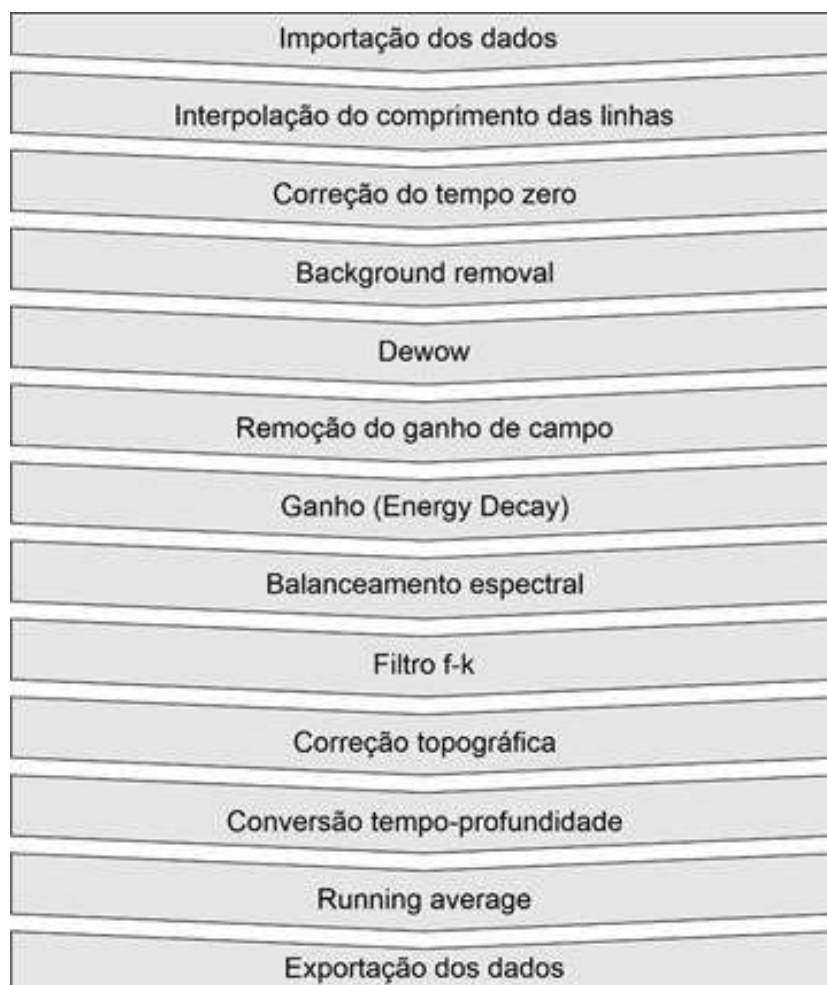 Importação dos dados
Interpolação do comprimento das linhas
Correção do tempo zero
Background removal
Dewow
Remoção do ganho de campo
Ganho (Energy Decay)
Balanceamento espectral
Filtro f-k
Correção topográfica
Conversão tempo-profundidade
Running average
Exportação dos dados